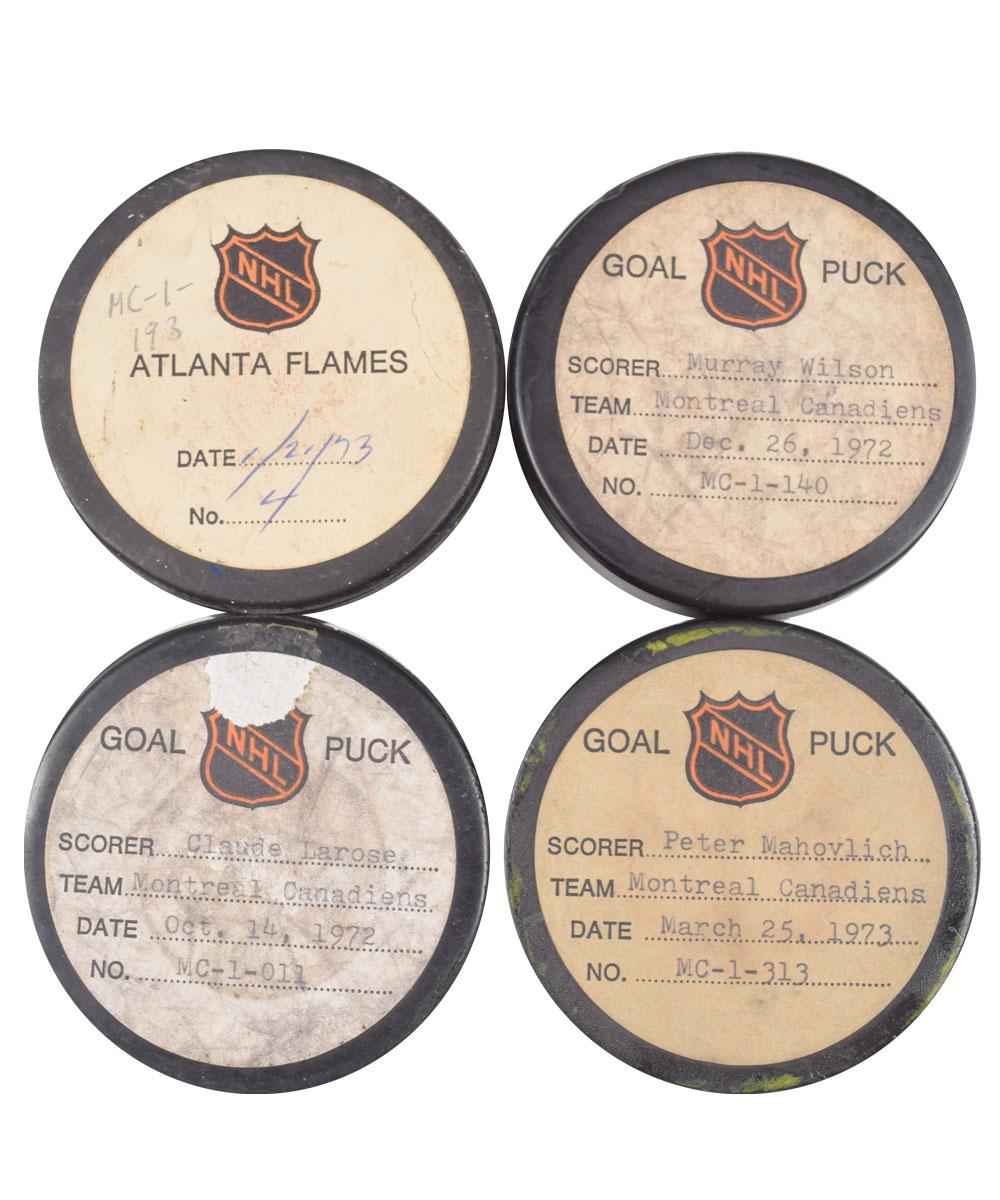 NHL
MC-1-
193
ATLANTA FLAMES
DATE 1/21/73
No. 4
NHL
GOAL PUCK
SCORER Murray Wilson
TEAM Montreal Canadiens
DATE Dec. 26, 1972
NO. MC-1-140
NHL
GOAL PUCK
SCORER Claude Larose
TEAM Montreal Canadiens
DATE Oct. 14, 1972
NO. MC-1-011
NHL
GOAL PUCK
SCORER Peter Mahovlich
TEAM Montreal Canadiens
DATE March 25, 1973
NO. MC-1-313